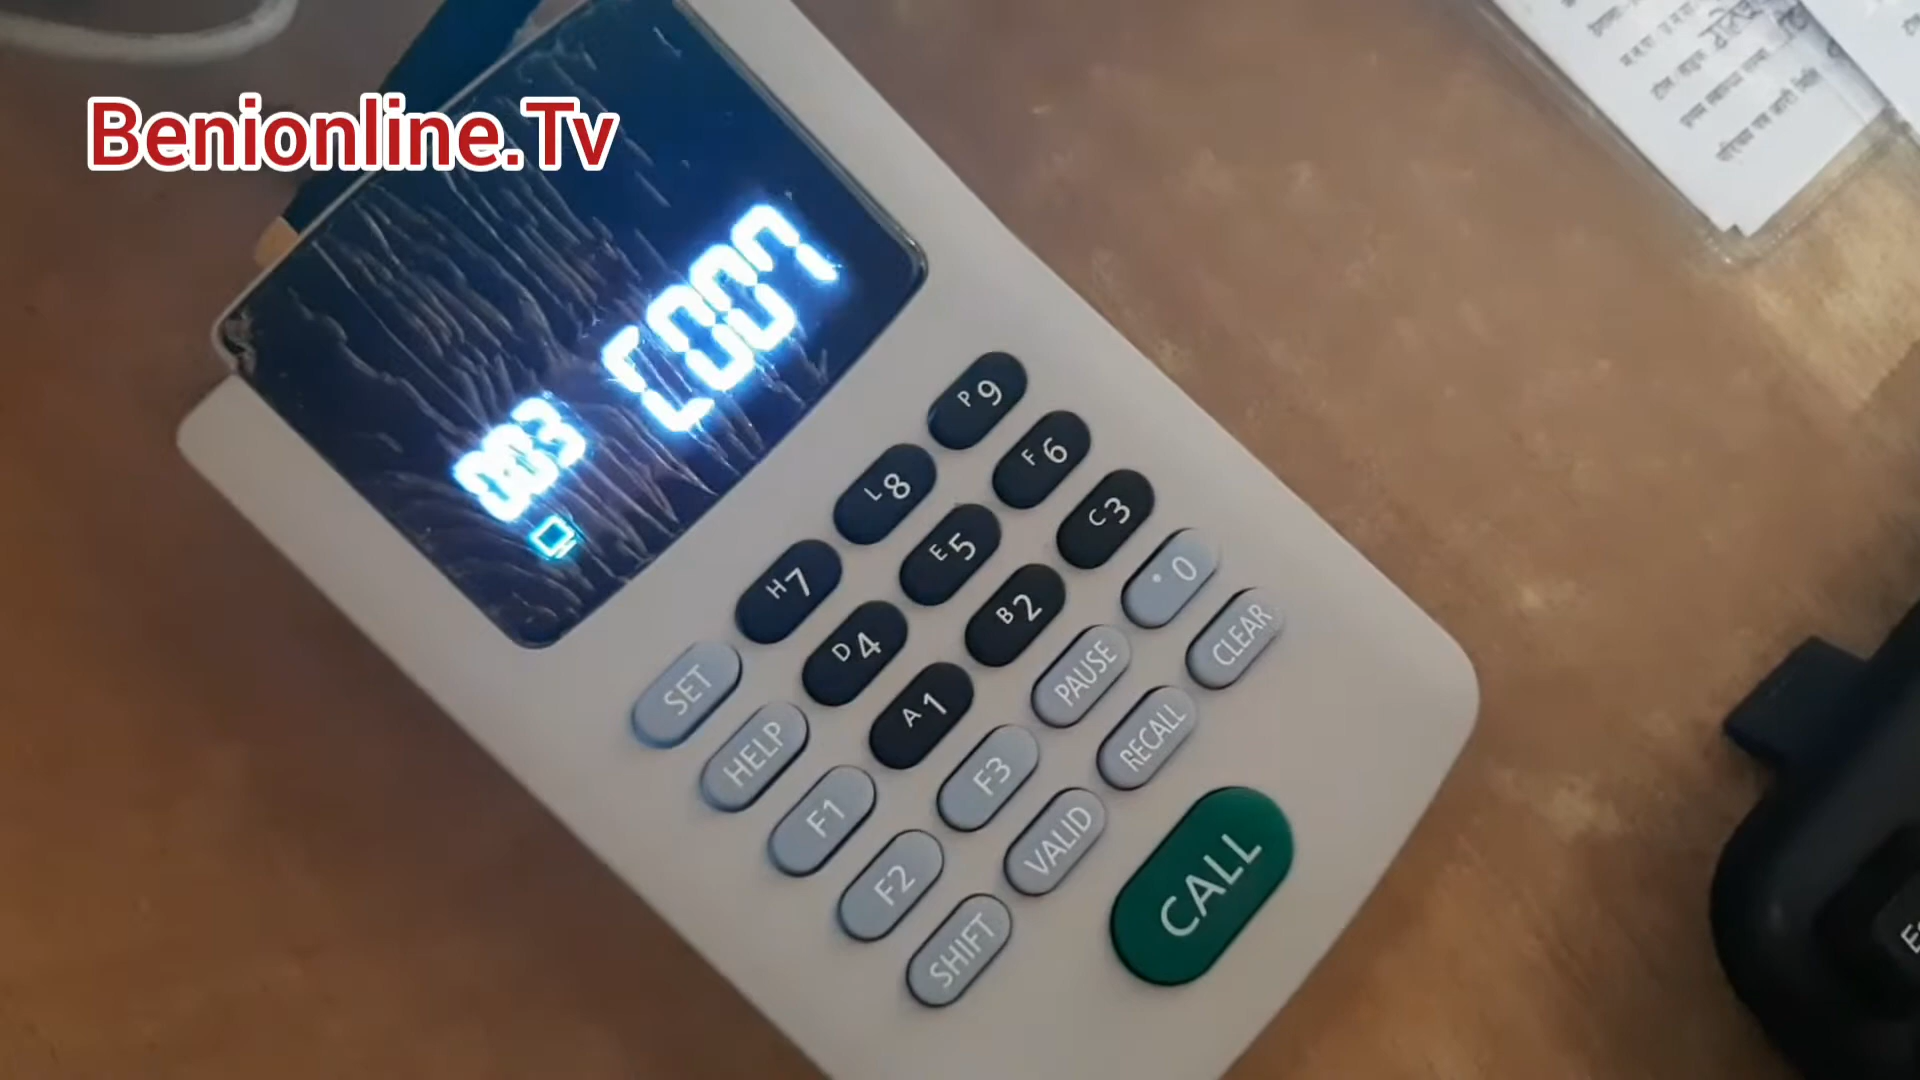 Benionline.Tv
003 C007
SET H7 L8 P9
HELP D4 E5 F6
F1 A1 B2 C3
F2 F3 PAUSE 0
SHIFT VALID RECALL CLEAR
CALL